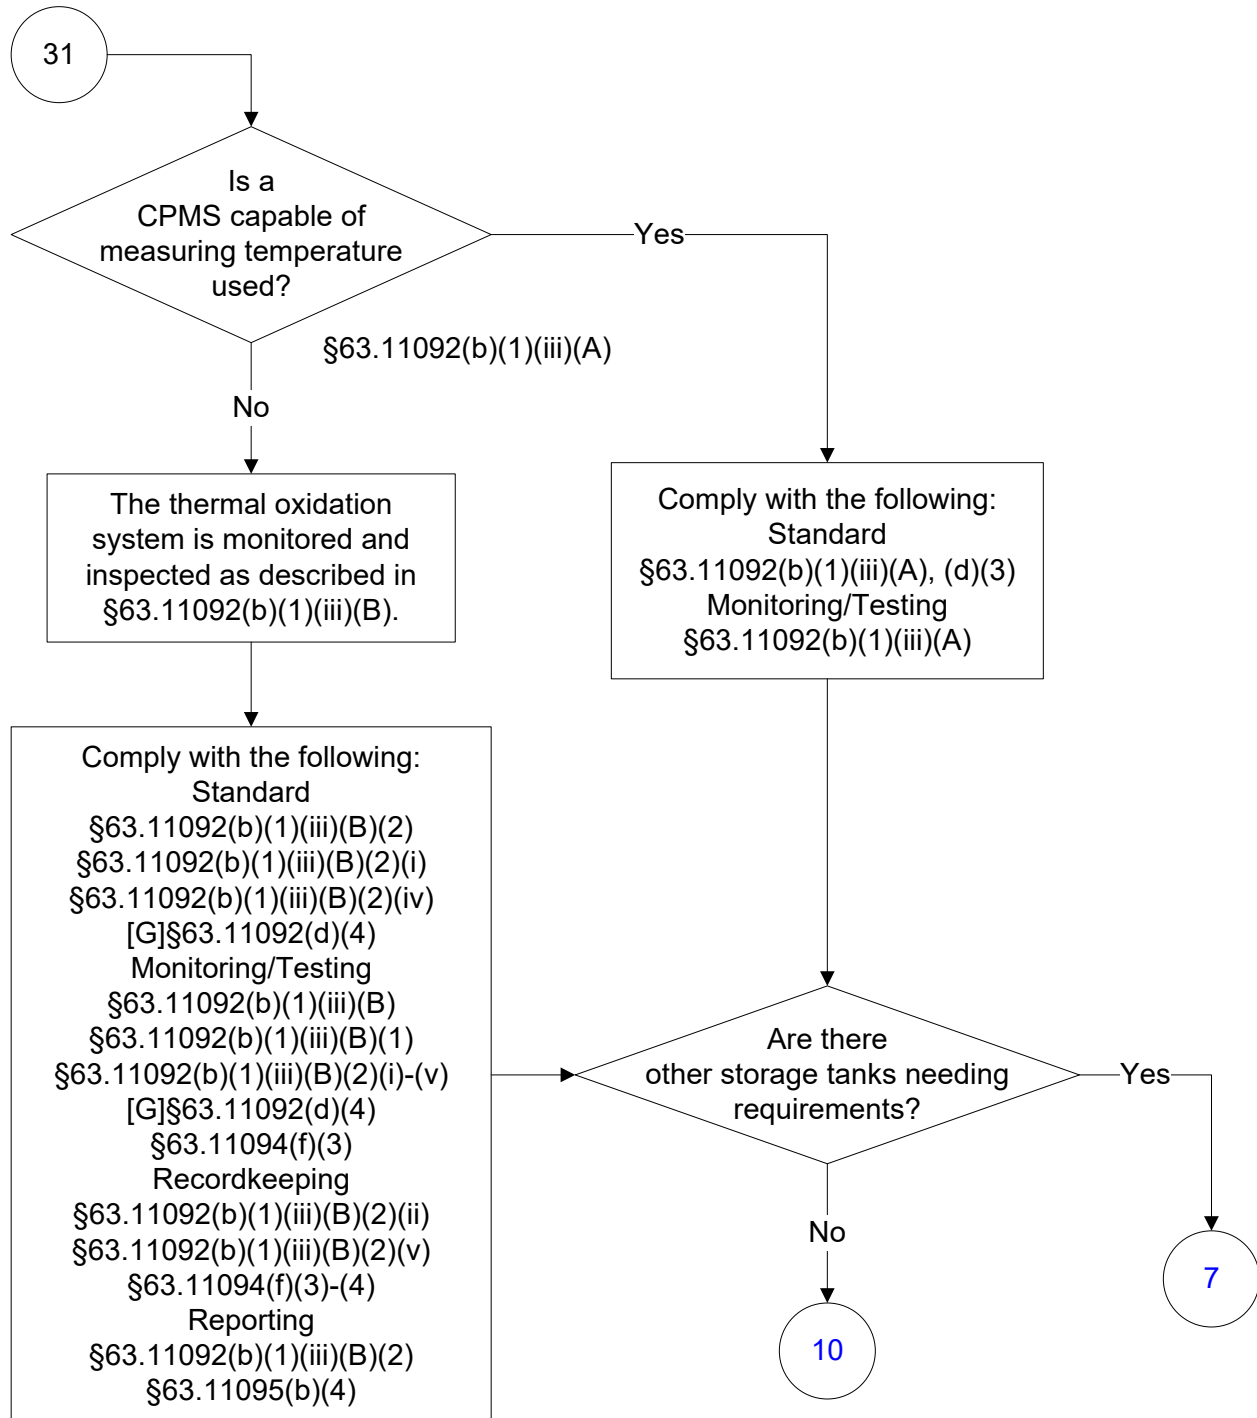 31
Is a
CPMS capable of
measuring temperature
used?
Yes
§63.11092(b)(1)(iii)(A)
No
The thermal oxidation
system is monitored and
inspected as described in
§63.11092(b)(1)(iii)(B).
Comply with the following:
Standard
§63.11092(b)(1)(iii)(A), (d)(3)
Monitoring/Testing
§63.11092(b)(1)(iii)(A)
Comply with the following:
Standard
§63.11092(b)(1)(iii)(B)(2)
§63.11092(b)(1)(iii)(B)(2)(i)
§63.11092(b)(1)(iii)(B)(2)(iv)
[G]§63.11092(d)(4)
Monitoring/Testing
§63.11092(b)(1)(iii)(B)
§63.11092(b)(1)(iii)(B)(1)
§63.11092(b)(1)(iii)(B)(2)(i)-(v)
[G]§63.11092(d)(4)
§63.11094(f)(3)
Recordkeeping
§63.11092(b)(1)(iii)(B)(2)(ii)
§63.11092(b)(1)(iii)(B)(2)(v)
§63.11094(f)(3)-(4)
Reporting
§63.11092(b)(1)(iii)(B)(2)
§63.11095(b)(4)
Are there
other storage tanks needing
requirements?
Yes
No
7
10